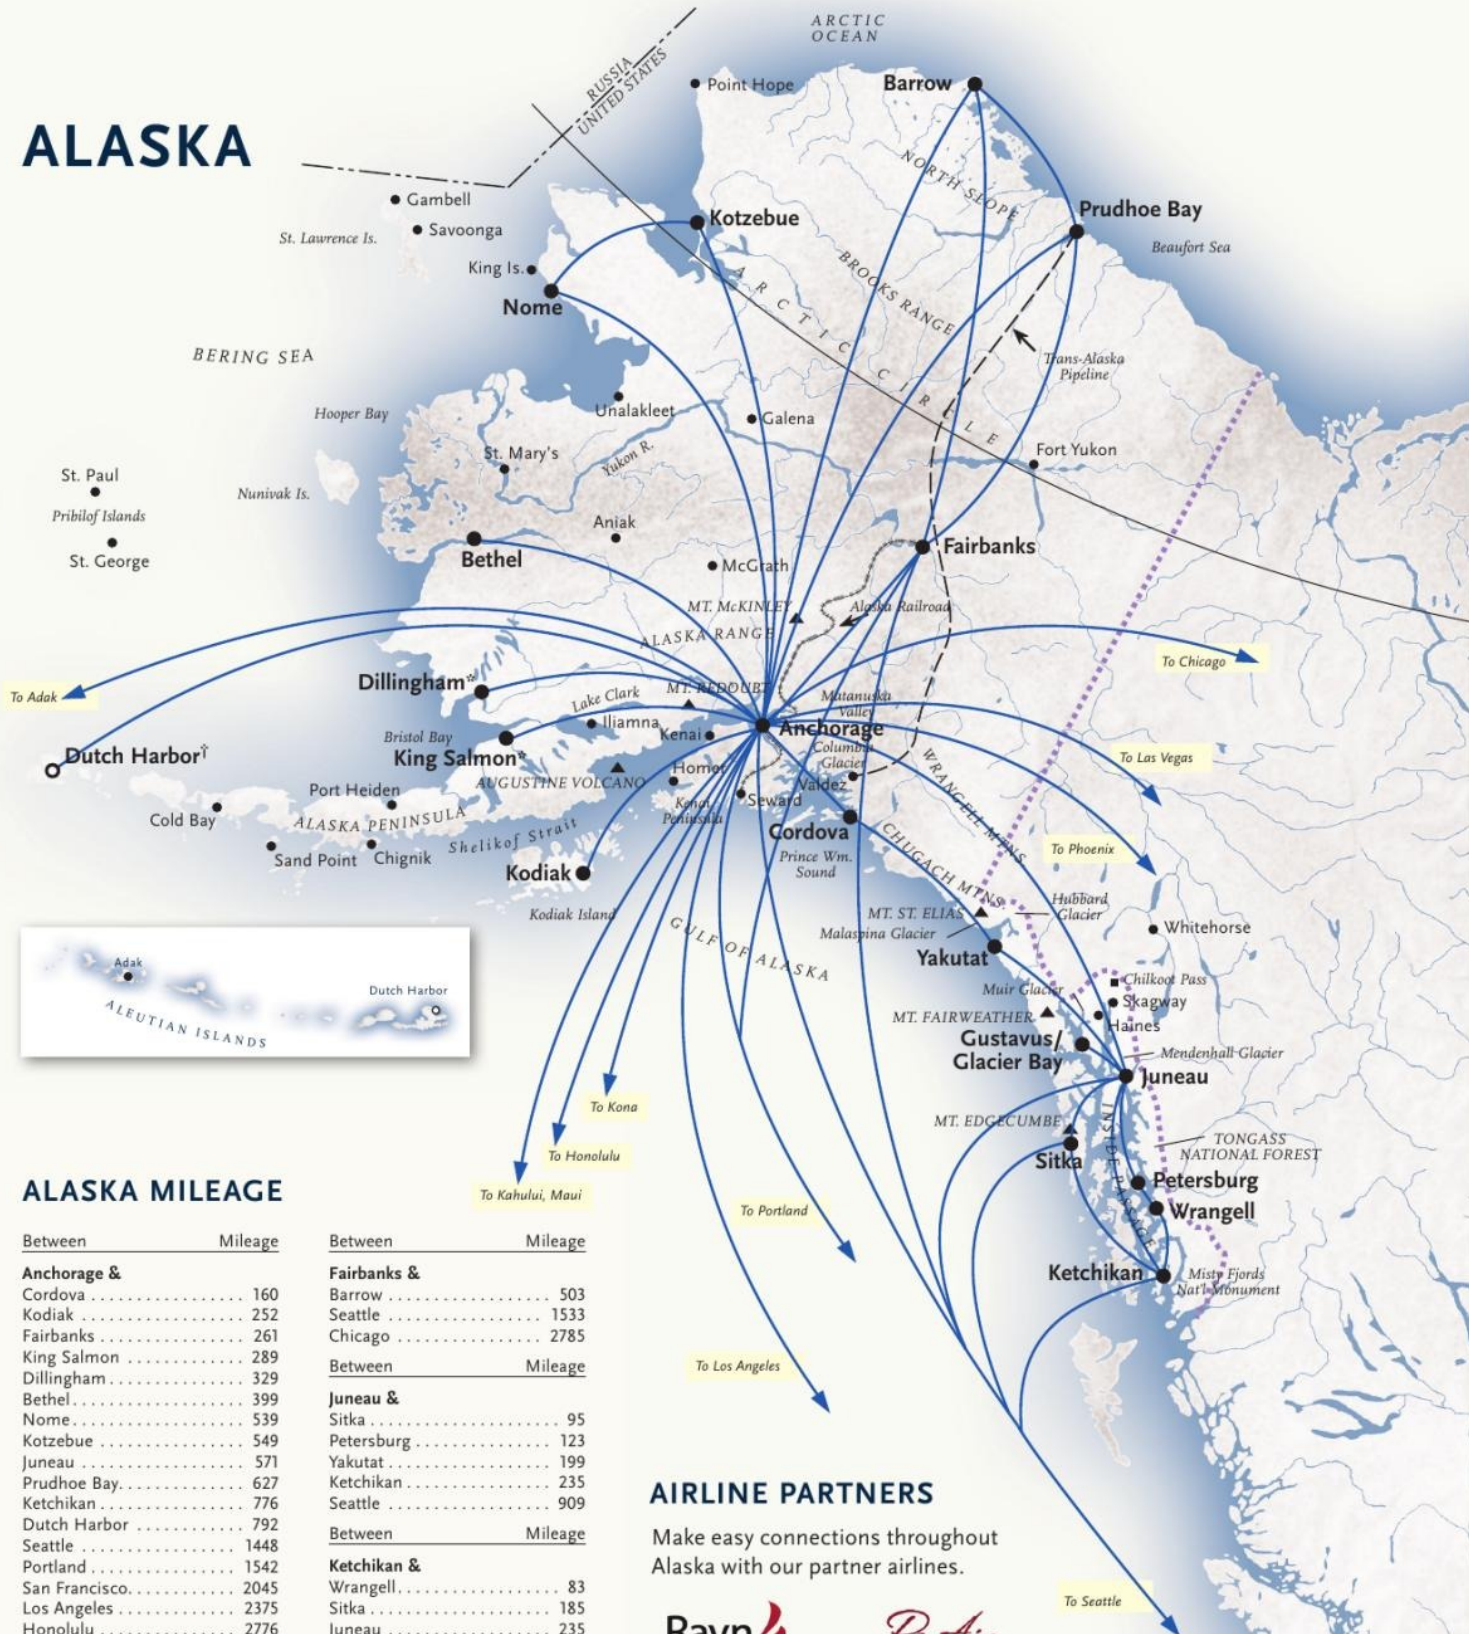 ARCTIC
OCEAN
RUSSIA
UNITED STATES
Point Hope
Barrow
ALASKA
NORTH SLOPE
Gambell
Savoonga
St. Lawrence Is.
Kotzebue
Prudhoe Bay
Beaufort Sea
King Is.
Nome
ARCTIC CIRCLE
BROOKS RANGE
BERING SEA
Trans-Alaska
Pipeline
Hooper Bay
Unalakleet
Galena
St. Mary's
Yukon R.
Fort Yukon
St. Paul
Nunivak Is.
Pribilof Islands
St. George
Aniak
Bethel
McGrath
Fairbanks
MT. McKINLEY
Alaska Railroad
ALASKA RANGE
To Chicago
To Adak
Dillingham*
Lake Clark
MT. REDOUBT
Matanuska
Valley
Iliamna
Kenai
Anchorage
Bristol Bay
King Salmon*
Dutch Harbor†
Columbia
Glacier
WRANGELL MTNS.
To Las Vegas
AUGUSTINE VOLCANO
Homer
Valdez
Port Heiden
Kenai
Peninsula
Seward
Cold Bay
ALASKA PENINSULA
Shelikof Strait
Cordova
CHUGACH MTNS.
Prince Wm.
Sound
To Phoenix
Sand Point
Chignik
Kodiak
Kodiak Island
GULF OF ALASKA
MT. ST. ELIAS
Hubbard
Glacier
Malaspina Glacier
Whitehorse
Yakutat
Adak
Dutch Harbor
ALEUTIAN ISLANDS
Muir Glacier
Chilkoot Pass
Skagway
MT. FAIRWEATHER
Haines
Gustavus/
Glacier Bay
Mendenhall Glacier
Juneau
To Kona
MT. EDGECUMBE
INSIDE PASSAGE
TONGASS
NATIONAL FOREST
To Honolulu
Sitka
Petersburg
To Kahului, Maui
Wrangell
To Portland
Ketchikan
Misty Fjords
Nat'l Monument
To Los Angeles
To Seattle
ALASKA MILEAGE
Between Mileage
Anchorage &
Cordova 160
Kodiak 252
Fairbanks 261
King Salmon 289
Dillingham 329
Bethel 399
Nome 539
Kotzebue 549
Juneau 571
Prudhoe Bay 627
Ketchikan 776
Dutch Harbor 792
Seattle 1448
Portland 1542
San Francisco 2045
Los Angeles 2375
Honolulu 2776
Between Mileage
Fairbanks &
Barrow 503
Seattle 1533
Chicago 2785
Between Mileage
Juneau &
Sitka 95
Petersburg 123
Yakutat 199
Ketchikan 235
Seattle 909
Between Mileage
Ketchikan &
Wrangell 83
Sitka 185
Juneau 235
AIRLINE PARTNERS
Make easy connections throughout
Alaska with our partner airlines.